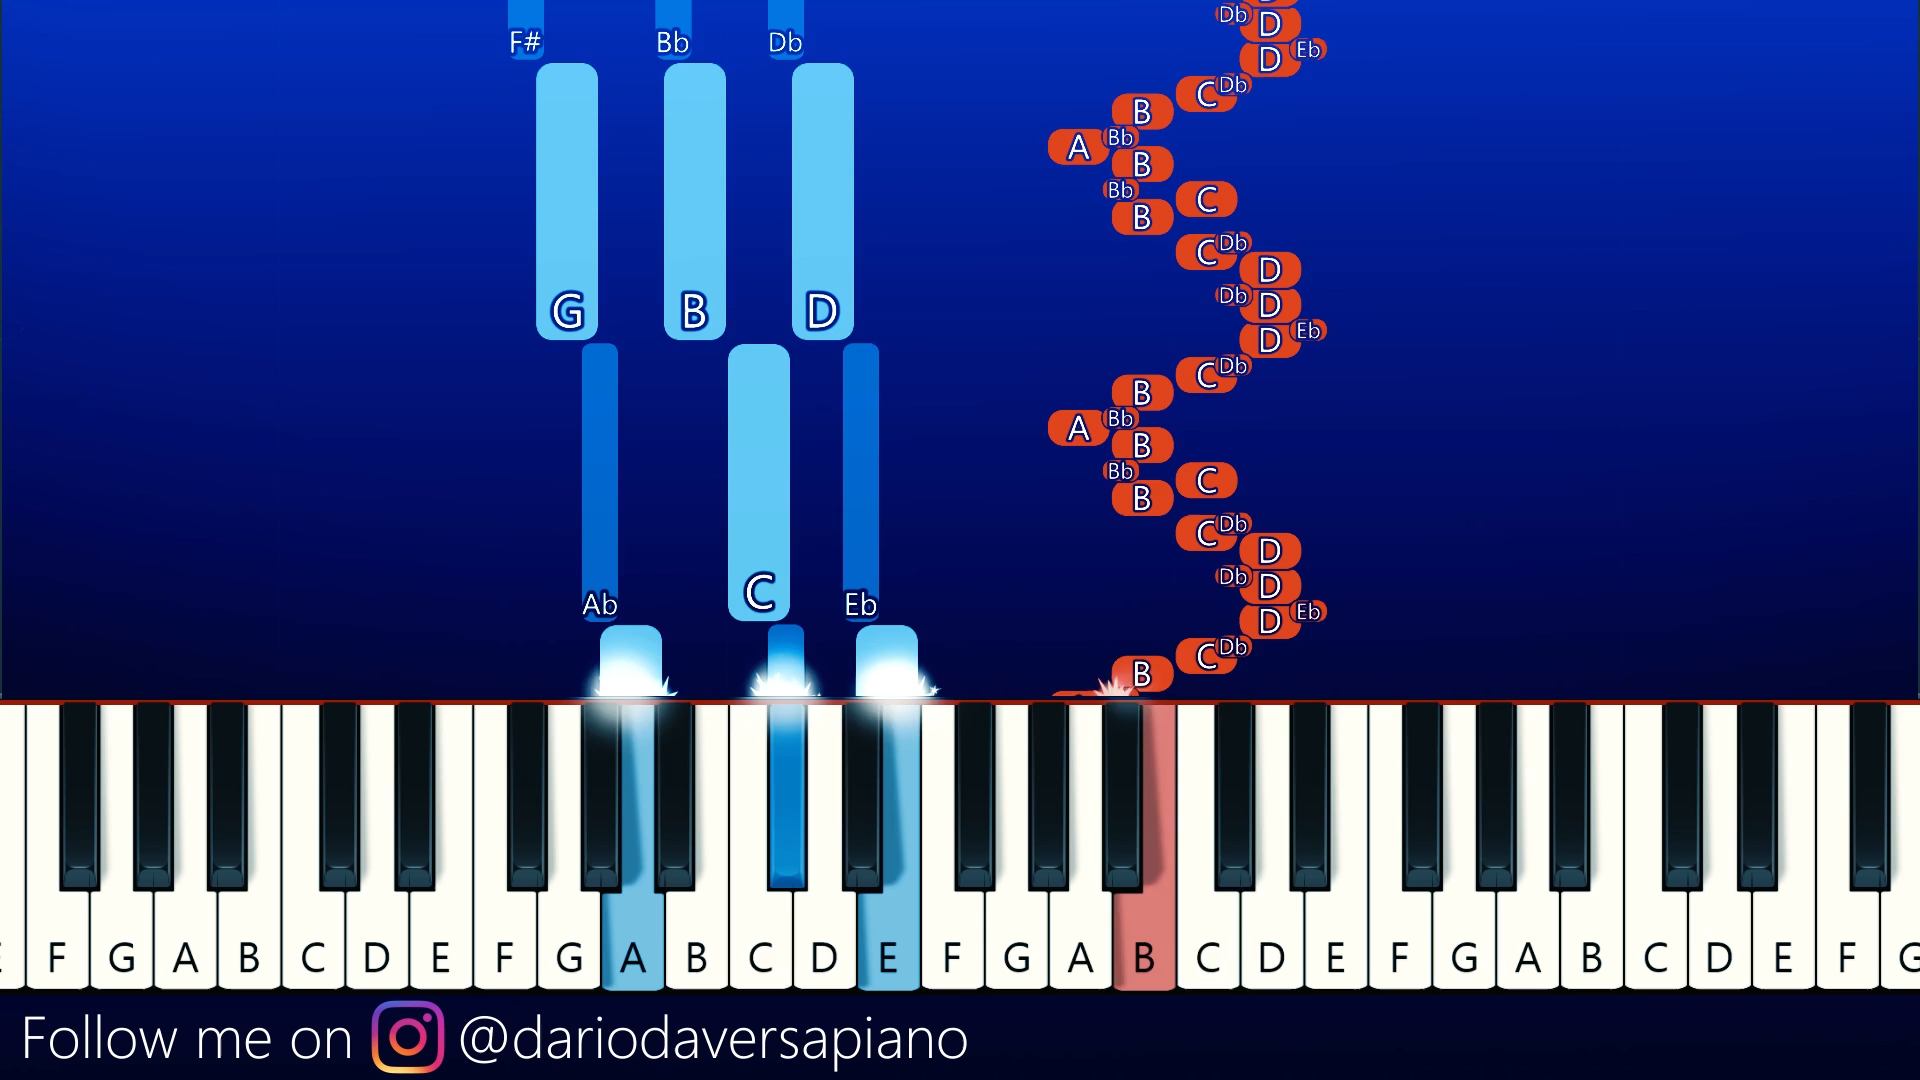 Db
D
F# Bb Db
D Eb
C Db
B
A Bb
B
Bb C
B
C Db
D
Db D
G B D
D Eb
C Db
B
A Bb
B
Bb C
B
C Db
D
Db D
Ab C Eb
D Eb
C Db
B
F G A B C D E F G A B C D E F G A B C D E F G A B C D E F G
Follow me on @dariodaversapiano